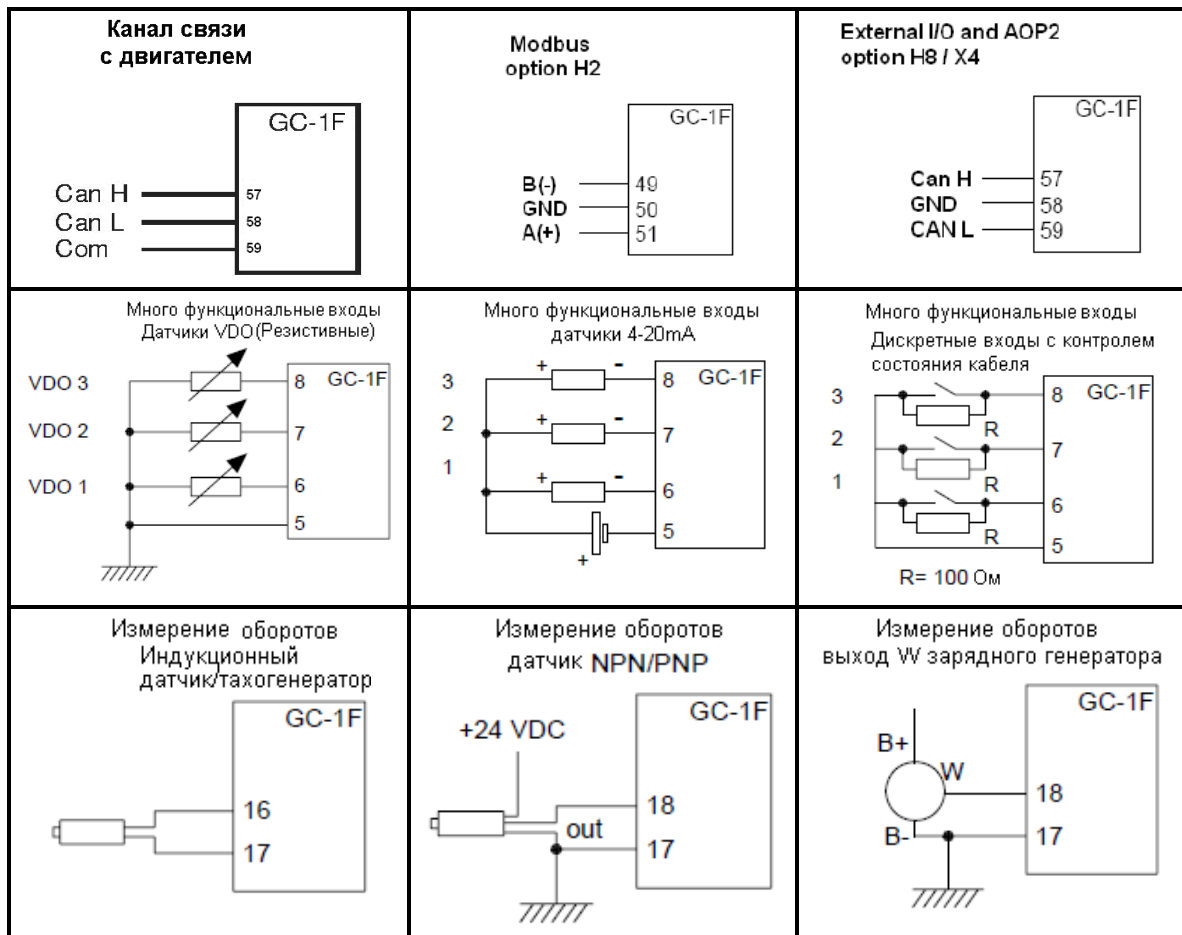 Канал связи
с двигателем
GC-1F
Can H
57
Can L
58
Com
59
Modbus
option H2
GC-1F
B(-)
49
GND
50
A(+)
51
External I/O and AOP2
option H8 / X4
GC-1F
Can H
57
GND
58
CAN L
59
Много функциональные входы
Датчики VDO(Резистивные)
VDO 3
8
GC-1F
VDO 2
7
VDO 1
6
5
Много функциональные входы
датчики 4-20mA
3
+
-
8
GC-1F
2
+
-
7
1
+
-
6
5
+
Много функциональные входы
Дискретные входы с контролем
состояния кабеля
3
8
GC-1F
R
2
7
R
1
6
R
5
R= 100 Ом
Измерение оборотов
Индукционный
датчик/тахогенератор
GC-1F
16
17
Измерение оборотов
датчик NPN/PNP
GC-1F
+24 VDC
18
out
17
Измерение оборотов
выход W зарядного генератора
GC-1F
B+
W
18
B-
17